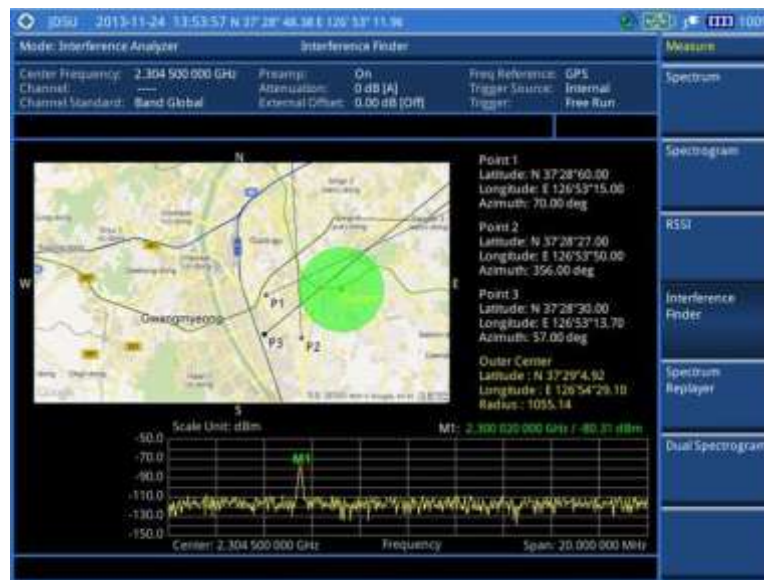 JDSU 2013-11-24 13:53:57 N 37° 28" 48.38 E 126° 53" 11.96 100%
Mode: Interference Analyzer Interference Finder Measure
Center Frequency: 2.304 500 000 GHz Preamp: On Freq Reference: GPS
Channel: ---- Attenuation: 0 dB [A] Trigger Source: Internal
Channel Standard: Band Global External Offset: 0.00 dB [Off] Trigger: Free Run
Spectrum
Spectrogram
RSSI
Interference Finder
Spectrum Replayer
Dual Spectrogram
N
W
E
S
Gwangmyeong
P1
P2
P3
Point 1
Latitude: N 37'28"60.00
Longitude: E 126'53"15.00
Azimuth: 70.00 deg
Point 2
Latitude: N 37'28"27.00
Longitude: E 126'53"50.00
Azimuth: 356.00 deg
Point 3
Latitude: N 37'28"30.00
Longitude: E 126'53"13.70
Azimuth: 57.00 deg
Outer Center
Latitude : N 37'29"4.92
Longitude : E 126'54"29.10
Radius : 1055.14
Scale Unit: dBm M1: 2.300 020 000 GHz / -80.31 dBm
-50.0
-70.0
-90.0
-110.0
-130.0
-150.0
M1
Center: 2.304 500 000 GHz Frequency Span: 20.000 000 MHz